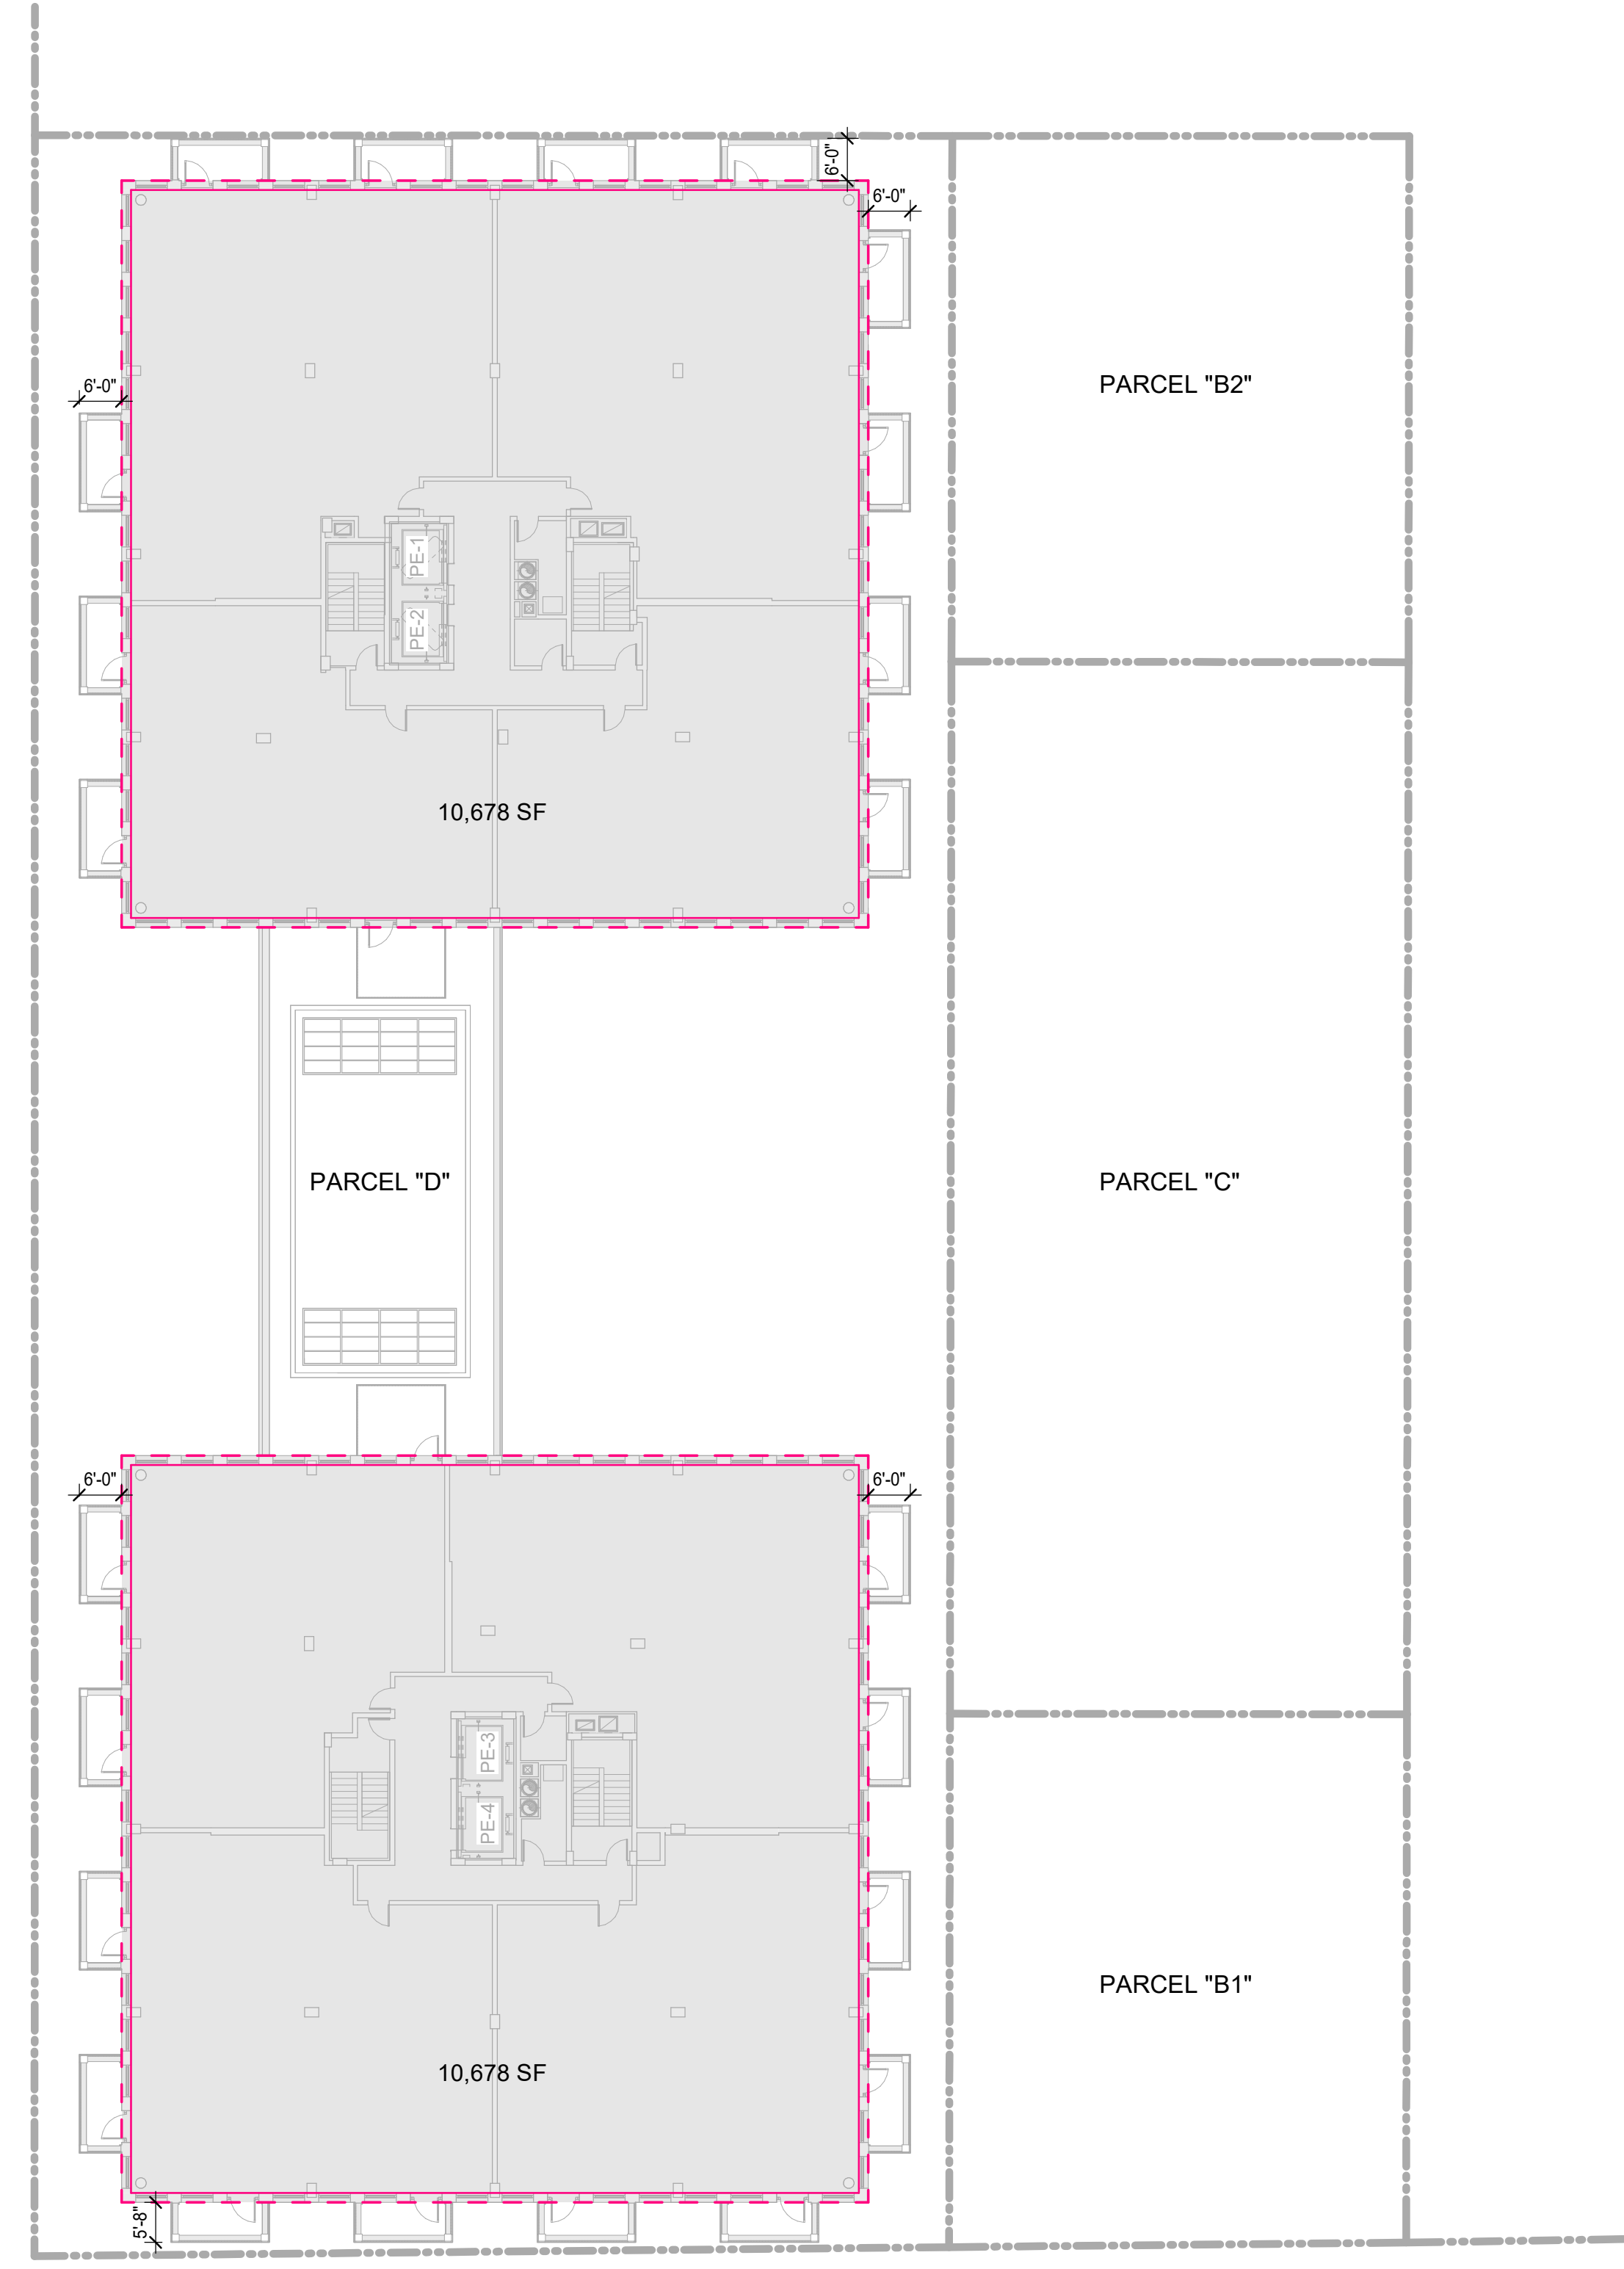 6'-0"
6'-0"
6'-0"
PARCEL "B2"
PE-1
PE-2
10,678 SF
PARCEL "D"
PARCEL "C"
6'-0"
6'-0"
PE-3
PE-4
PARCEL "B1"
10,678 SF
5'-8"